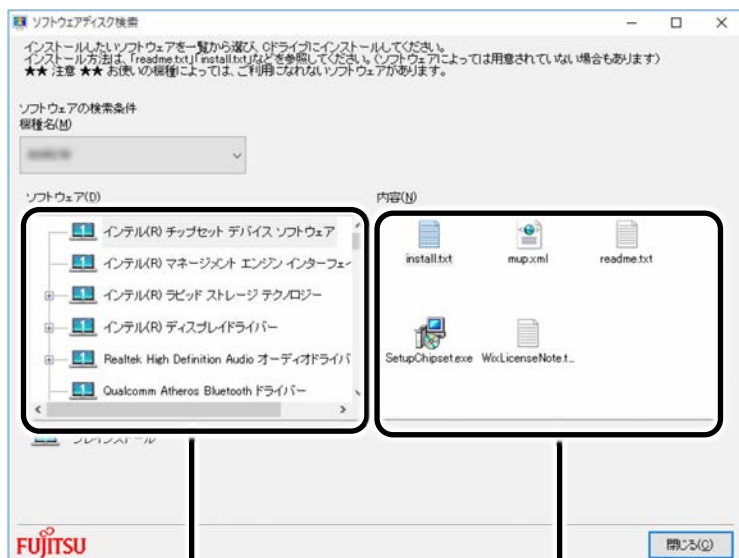 ソフトウェアディスク検索
インストールしたいソフトウェアを一覧から選び、Cドライブにインストールしてください。
インストール方法は、「readme.txt」「install.txt」などを参照してください。(ソフトウェアによっては用意されていない場合もあります)
★★ 注意 ★★ お使いの機種によっては、ご利用になれないソフトウェアがあります。
ソフトウェアの検索条件
機種名(M)
ソフトウェア(D)
インテル(R) チップセット デバイス ソフトウェア
インテル(R) マネージメント エンジン インターフェー
インテル(R) ラピッド ストレージ テクノロジー
インテル(R) ディスプレイドライバー
Realtek High Definition Audio オーディオドライバ
Qualcomm Atheros Bluetooth ドライバー
内容(N)
install.txt
mup.xml
readme.txt
SetupChipset.exe
WixLicenseNote.t...
プレインストール
FUJITSU
閉じる(C)